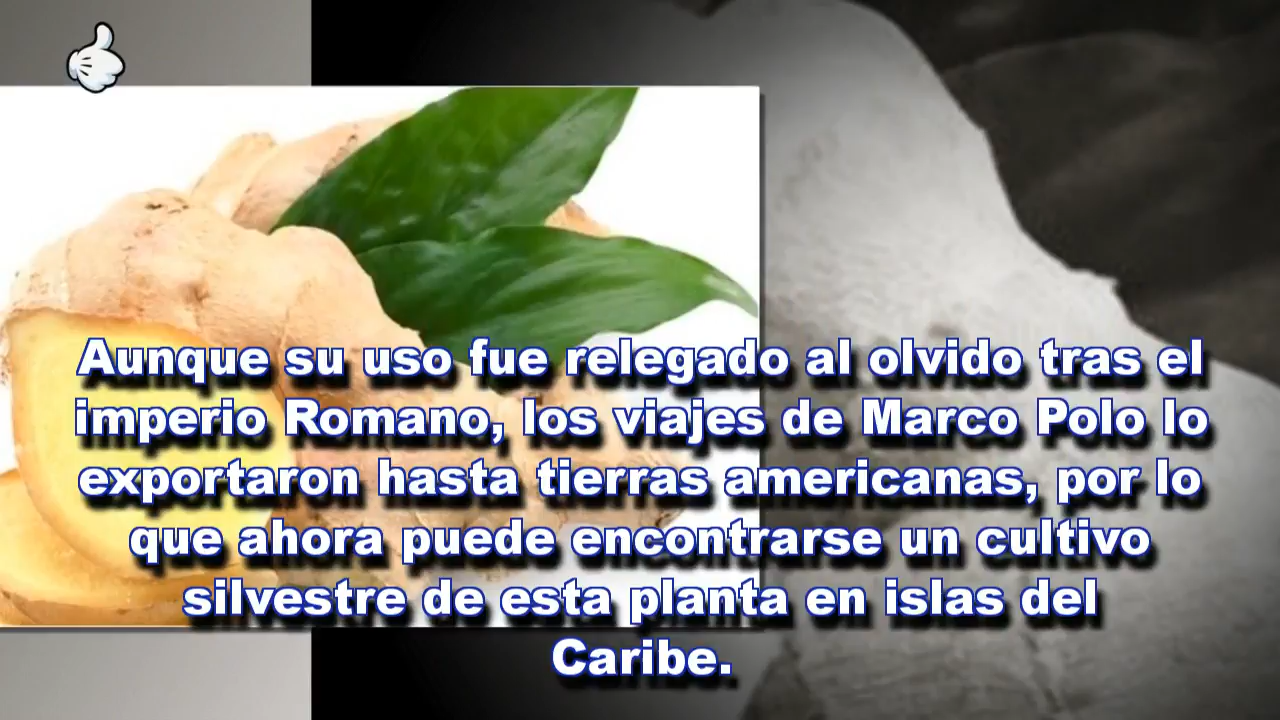 Aunque su uso fue relegado al olvido tras el
imperio Romano, los viajes de Marco Polo lo
exportaron hasta tierras americanas, por lo
que ahora puede encontrarse un cultivo
silvestre de esta planta en islas del
Caribe.